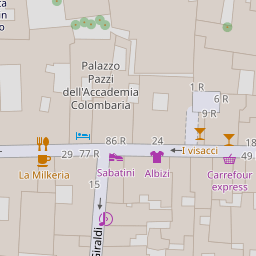 in
Palazzo
Pazzi
dell'Accademia
Colombaria
1 R
6 R
9 R
86 R
24
18
I visacci
29
77 R
49
La Milkeria
Sabatini
Albizi
Carrefour
express
15
Giraldi